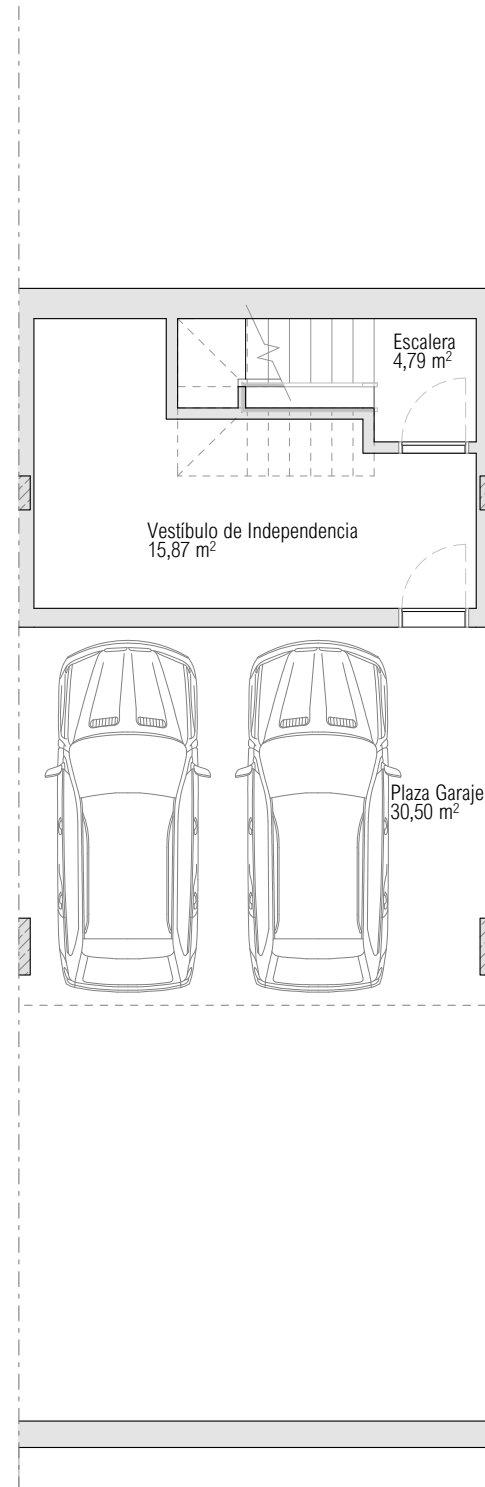 Escalera
4,79 m²
Vestíbulo de Independencia
15,87 m²
Plaza Garaje
30,50 m²